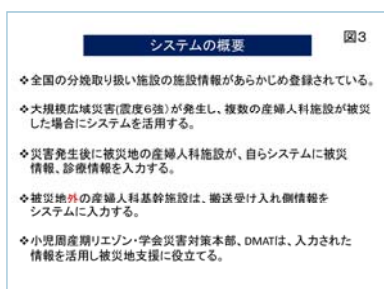 図3
システムの概要
❖全国の分娩取り扱い施設の施設情報があらかじめ登録されている。
❖大規模広域災害(震度6強)が発生し、複数の産婦人科施設が被災
した場合にシステムを活用する。
❖災害発生後に被災地の産婦人科施設が、自らシステムに被災
情報、診療情報を入力する。
❖被災地外の産婦人科基幹施設は、搬送受け入れ側情報を
システムに入力する。
❖小児周産期リエゾン・学会災害対策本部、DMATは、入力された
情報を活用し被災地支援に役立てる。